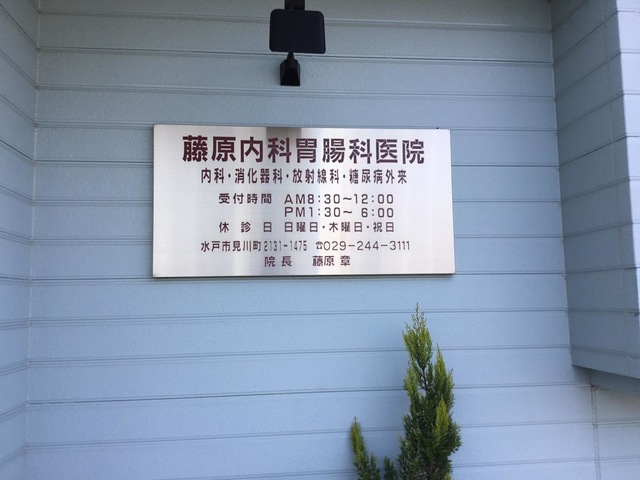 藤原内科胃腸科医院
内科・消化器科・放射線科・糖尿病外来
受付時間 AM8:30〜12:00
PM1:30〜 6:00
休診日 日曜日・木曜日・祝日
水戸市見川町2131-1475 ☎029-244-3111
院長 藤原章